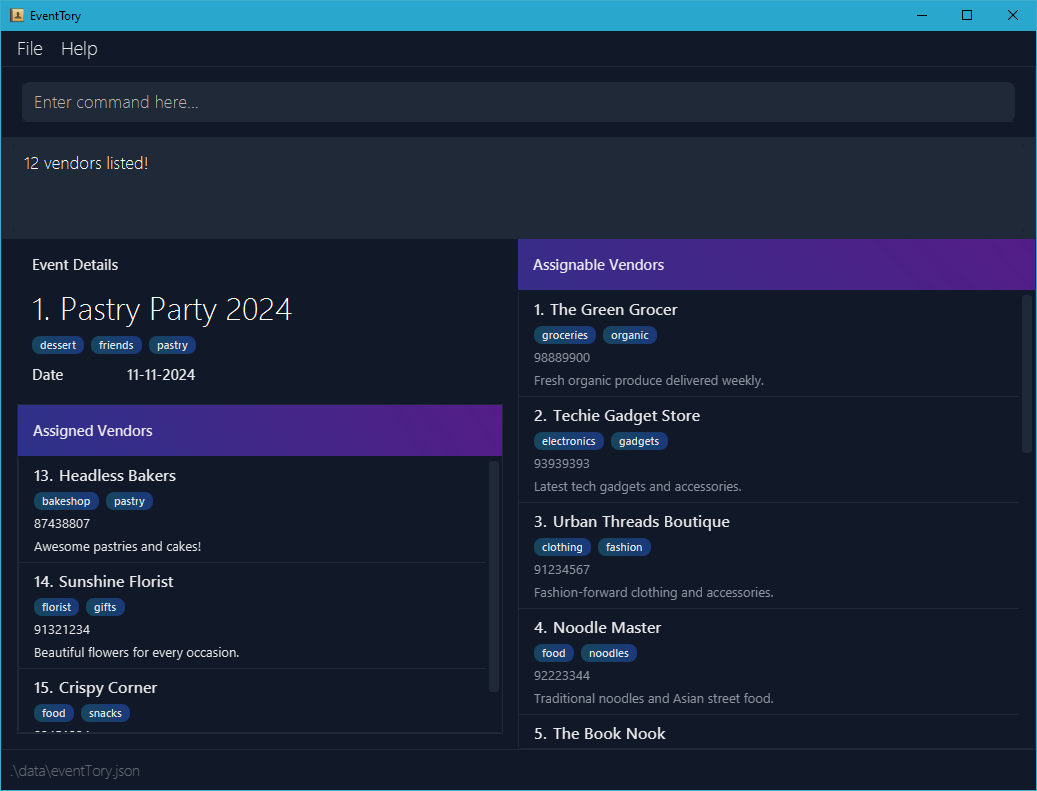 EventTory
File Help
Enter command here...
12 vendors listed!
Event Details
1. Pastry Party 2024
dessert friends pastry
Date 11-11-2024
Assigned Vendors
13. Headless Bakers
bakeshop pastry
87438807
Awesome pastries and cakes!
14. Sunshine Florist
florist gifts
91321234
Beautiful flowers for every occasion.
15. Crispy Corner
food snacks
Assignable Vendors
1. The Green Grocer
groceries organic
98889900
Fresh organic produce delivered weekly.
2. Techie Gadget Store
electronics gadgets
93939393
Latest tech gadgets and accessories.
3. Urban Threads Boutique
clothing fashion
91234567
Fashion-forward clothing and accessories.
4. Noodle Master
food noodles
92223344
Traditional noodles and Asian street food.
5. The Book Nook
.\data\eventTory.json